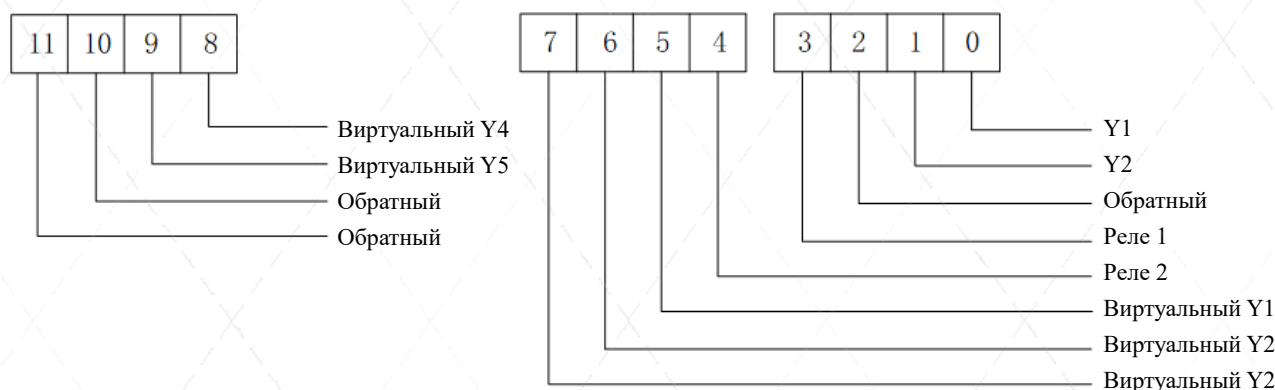 11 10 9 8
Виртуальный Y4
Виртуальный Y5
Обратный
Обратный
7 6 5 4 3 2 1 0
Y1
Y2
Обратный
Реле 1
Реле 2
Виртуальный Y1
Виртуальный Y2
Виртуальный Y2